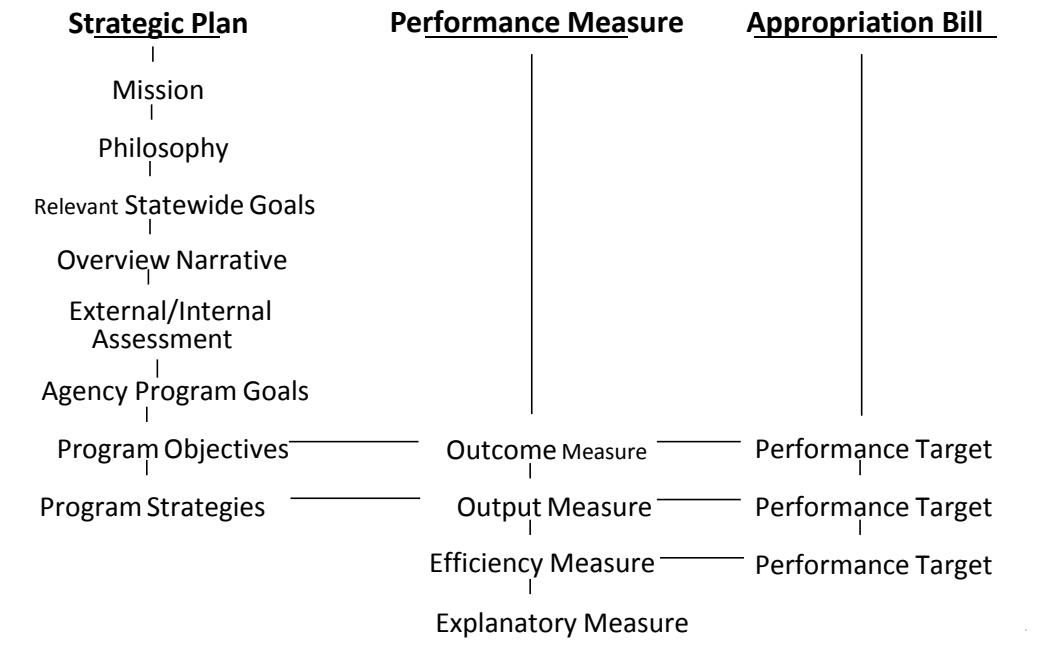 Strategic Plan
Performance Measure
Appropriation Bill
Mission
Philosophy
Relevant Statewide Goals
Overview Narrative
External/Internal
Assessment
Agency Program Goals
Program Objectives
Outcome Measure
Performance Target
Program Strategies
Output Measure
Performance Target
Efficiency Measure
Performance Target
Explanatory Measure